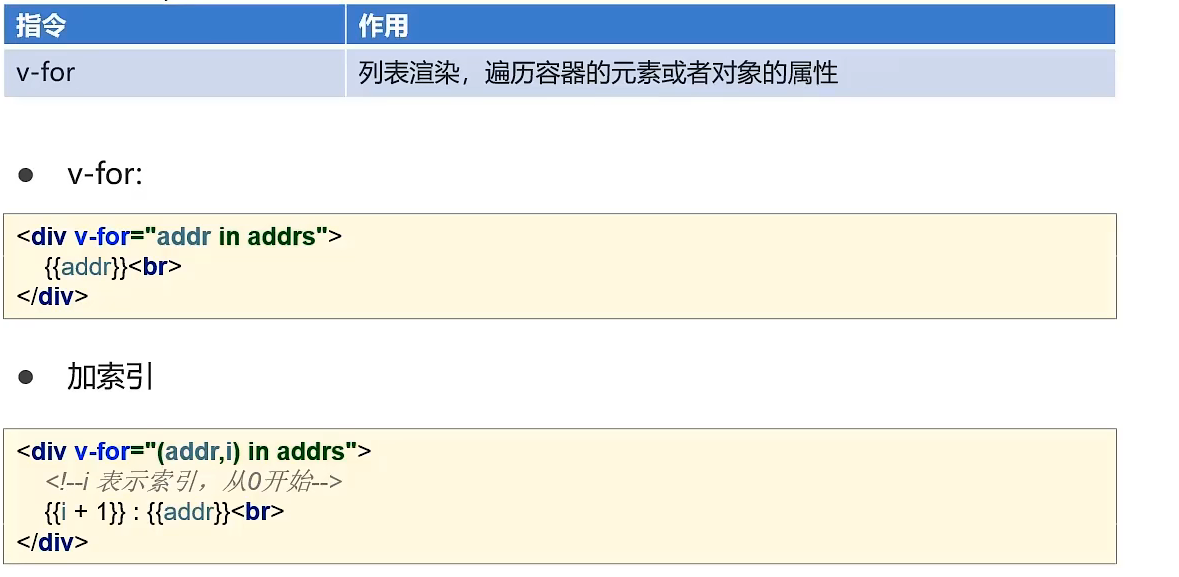 指令 作用
v-for 列表渲染，遍历容器的元素或者对象的属性
● v-for:
<div v-for="addr in addrs">
{{addr}}<br>
</div>
● 加索引
<div v-for="(addr,i) in addrs">
<!--i 表示索引，从0开始-->
{{i + 1}} : {{addr}}<br>
</div>